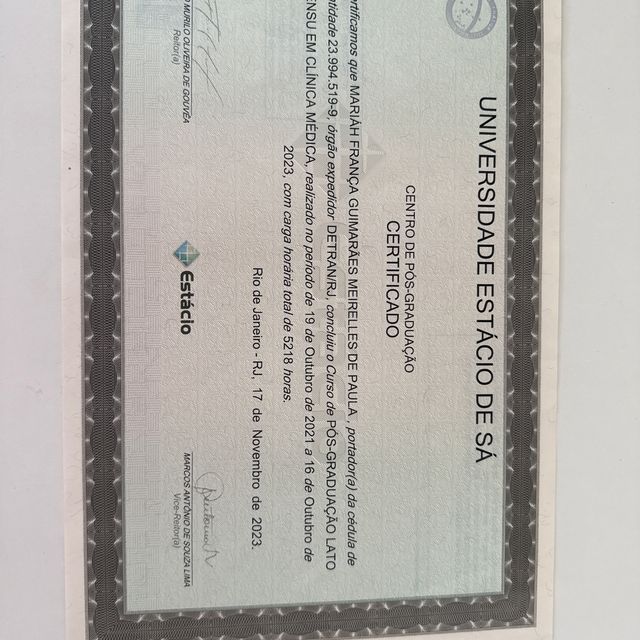 UNIVERSIDADE ESTÁCIO DE SÁ
CENTRO DE PÓS-GRADUAÇÃO
CERTIFICADO
ertificamos que MARIÁH FRANÇA GUIMARÃES MEIRELLES DE PAULA , portador(a) da cédula de
ntidade 23.994.519-9, órgão expedidor DETRAN/RJ, concluiu o Curso de PÓS-GRADUAÇÃO LATO
ENSU EM CLÍNICA MÉDICA, realizado no período de 19 de Outubro de 2021 a 16 de Outubro de
2023, com carga horária total de 5218 horas.
Rio de Janeiro - RJ, 17 de Novembro de 2023.
Estácio
O MURILO OLIVEIRA DE GOUVÊA
Reitor(a)
MARCOS ANTÔNIO DE SOUZA LIMA
Vice-Reitor(a)